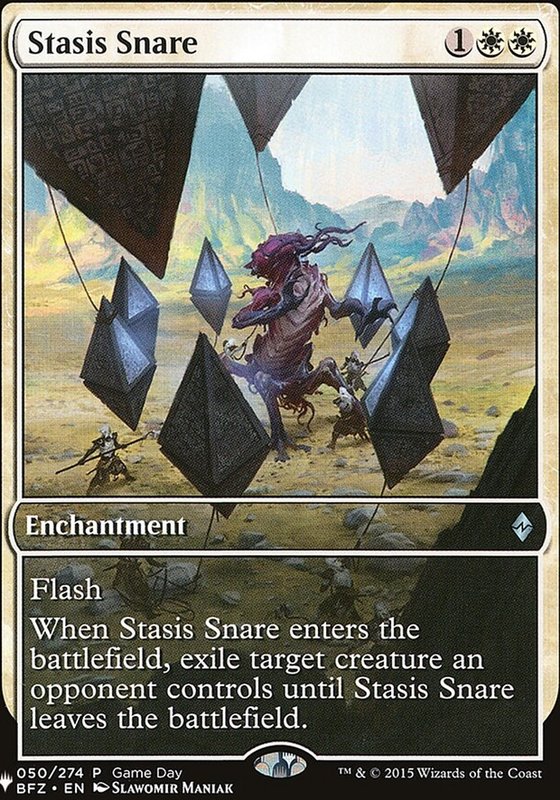 Stasis Snare 1
Enchantment
Flash
When Stasis Snare enters the
battlefield, exile target creature an
opponent controls until Stasis Snare
leaves the battlefield.
050/274 P Game Day
BFZ • EN Slawomir Maniak
™ & © 2015 Wizards of the Coast